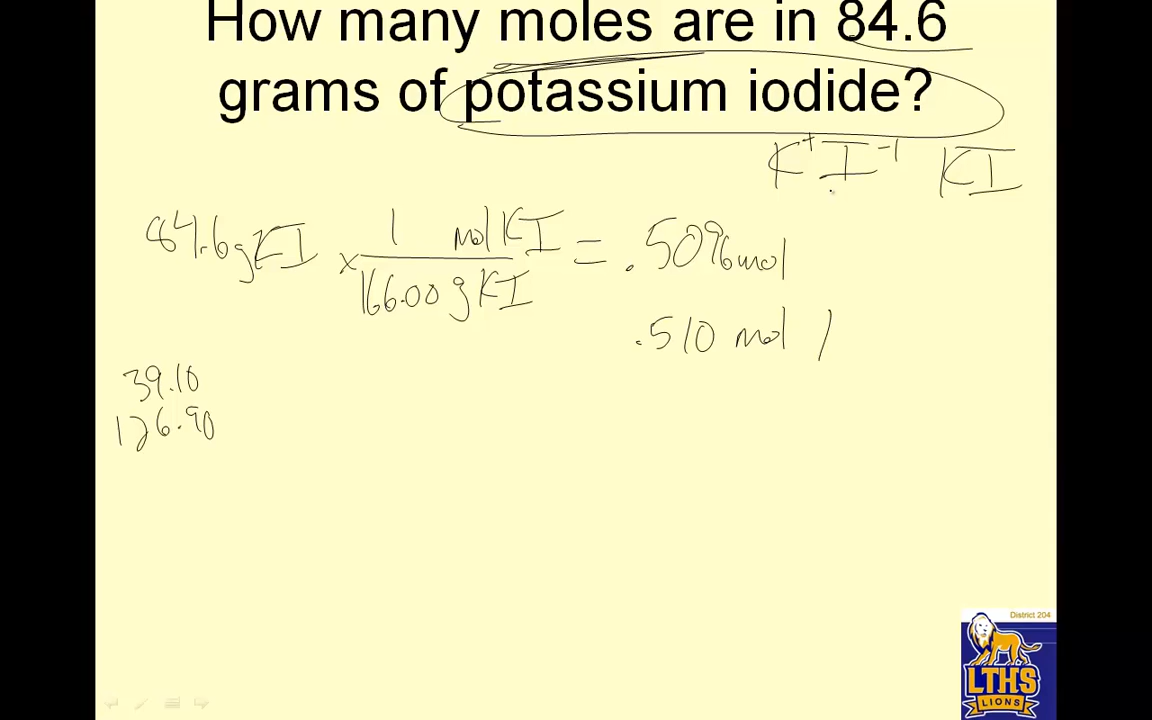 How many moles are in 84.6
grams of potassium iodide?
K+ I-1 KI
84.6g KI x 1 mol KI = .5096 mol
166.00 g KI
.510 mol
39.10
126.90
District 204
LTHS
LIONS